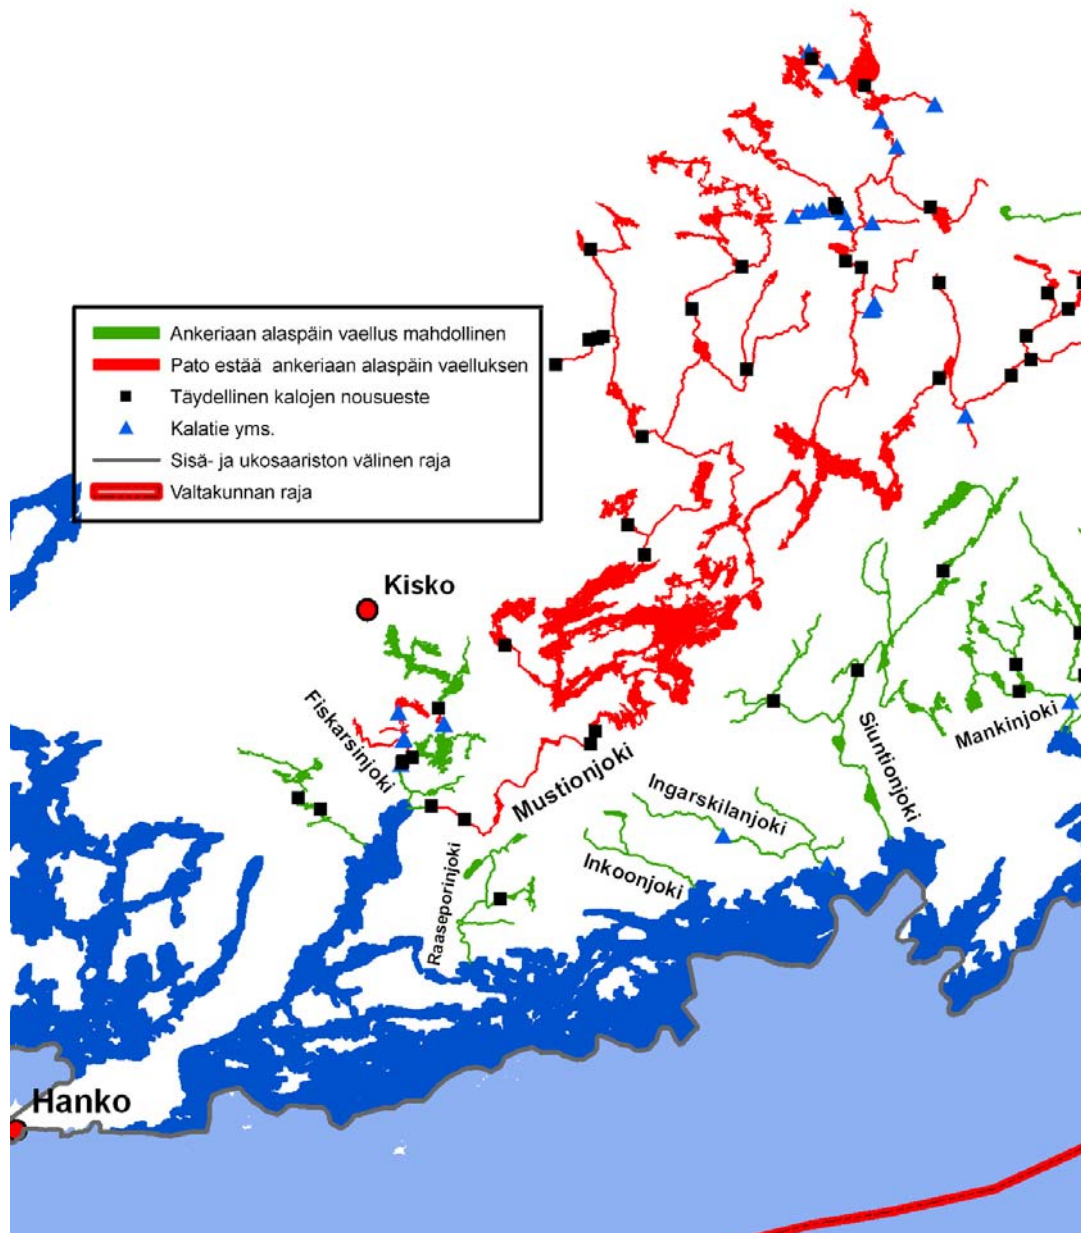 Ankeriaan alaspäin vaellus mahdollinen
Pato estää ankeriaan alaspäin vaelluksen
Täydellinen kalojen nousueste
Kalatie yms.
Sisä- ja ukosaariston välinen raja
Valtakunnan raja
Kisko
Fiskarsinjoki
Mustionjoki
Siuntionjoki
Mankinjoki
Ingarskilanjoki
Inkoonjoki
Raaseporinjoki
Hanko